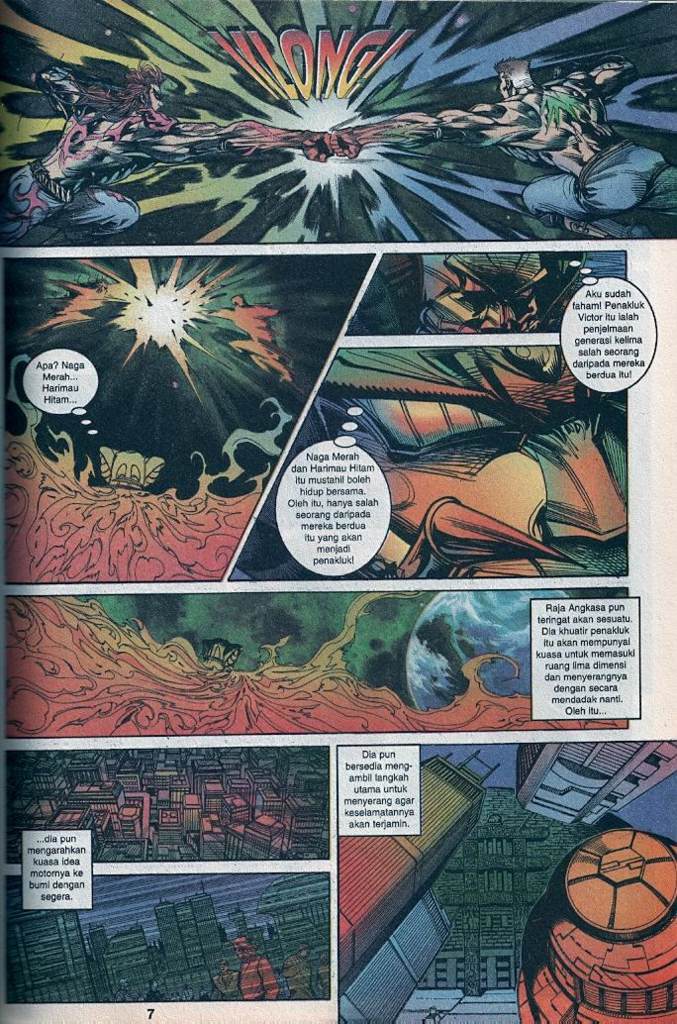 KLONG!
Apa? Naga
Merah...
Harimau
Hitam...
Aku sudah
faham! Penakluk
Victor itu ialah
penjelmaan
generasi kelima
salah seorang
daripada mereka
berdua itu!
Naga Merah
dan Harimau Hitam
itu mustahil boleh
hidup bersama.
Oleh itu, hanya salah
seorang daripada
mereka berdua
itu yang akan
menjadi
penakluk!
Raja Angkasa pun
teringat akan sesuatu.
Dia khuatir penakluk
itu akan mempunyai
kuasa untuk memasuki
ruang lima dimensi
dan menyerangnya
dengan secara
mendadak nanti.
Oleh itu...
...dia pun
mengarahkan
kuasa idea
motornya ke
bumi dengan
segera.
Dia pun
bersedia meng-
ambil langkah
utama untuk
menyerang agar
keselamatannya
akan terjamin.
7